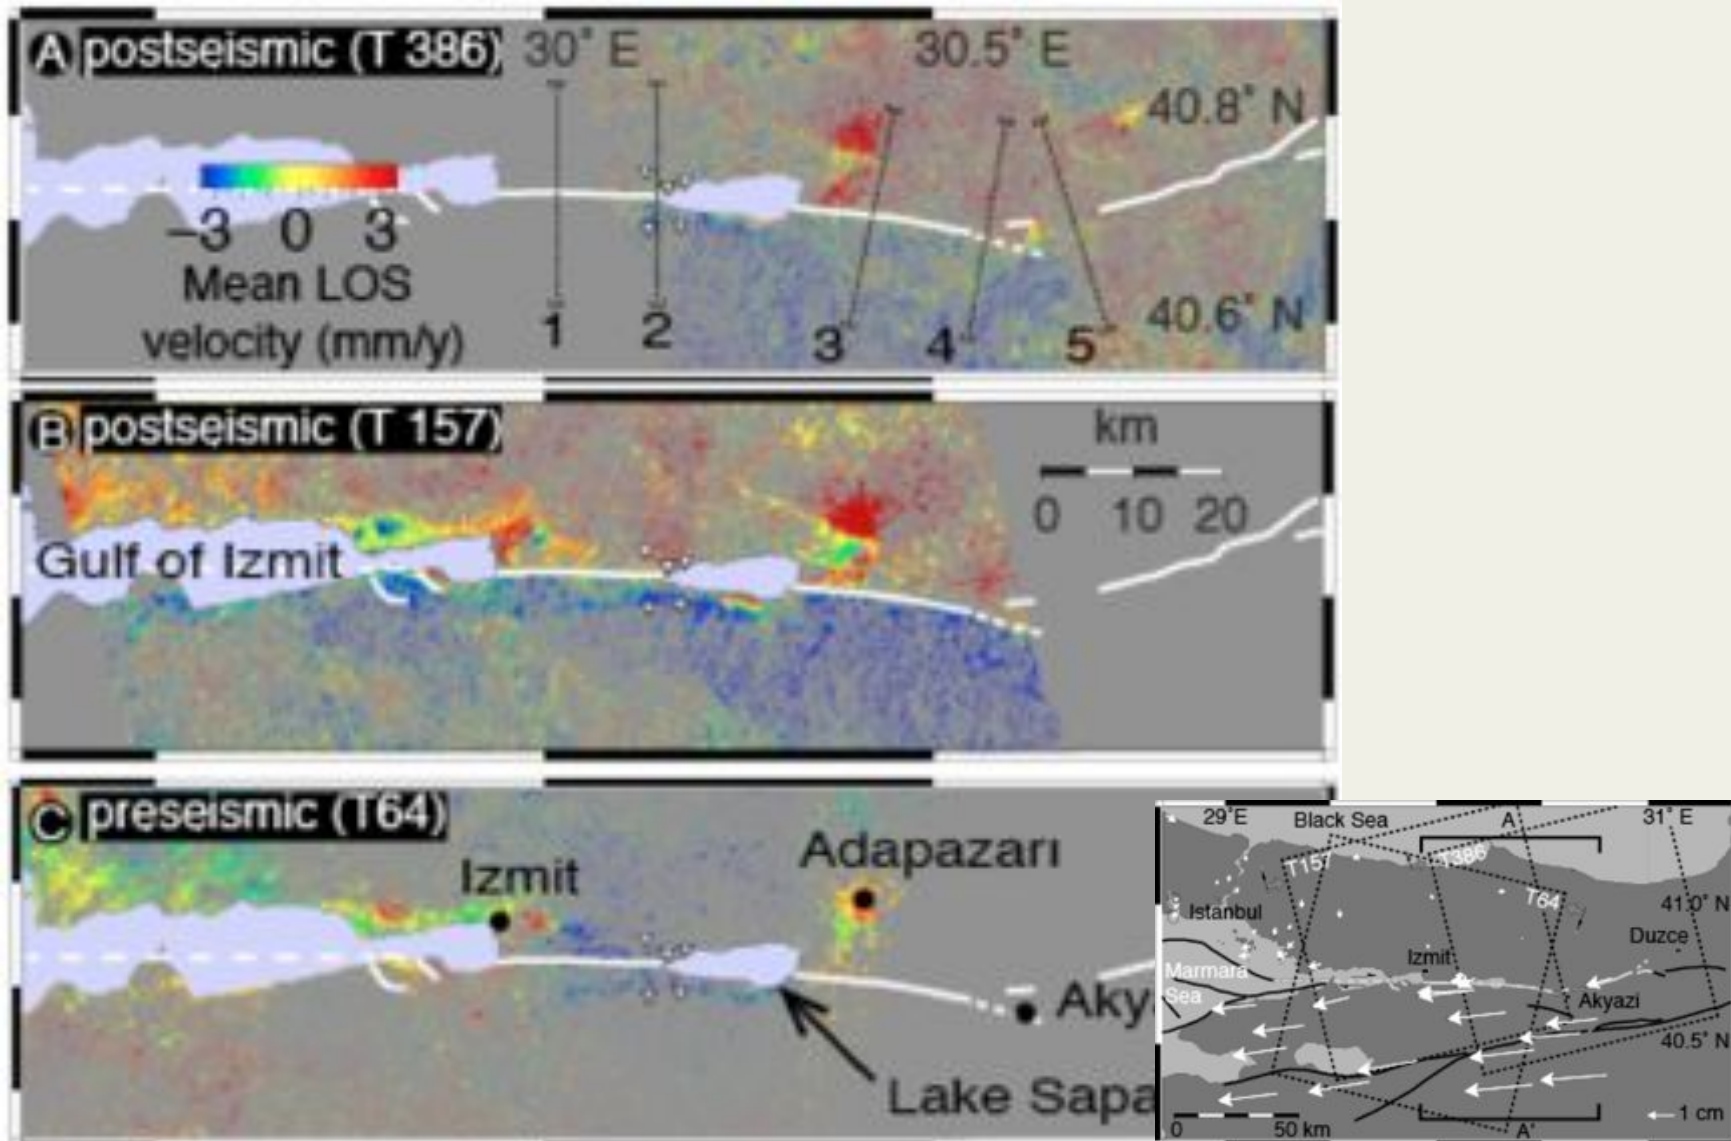 A postseismic (T 386)
30° E
30.5° E
40.8° N
-3 0 3
Mean LOS
velocity (mm/y)
1
2
3
4
5
40.6° N
B postseismic (T 157)
km
0 10 20
Gulf of Izmit
C preseismic (T64)
Izmit
Adapazarı
Aky
Lake Sapa
29°E
Black Sea
A
31° E
T157
T386
T64
41.0° N
Istanbul
Duzce
Izmit
Marmara
Sea
Akyazi
40.5° N
0 50 km
A'
1 cm